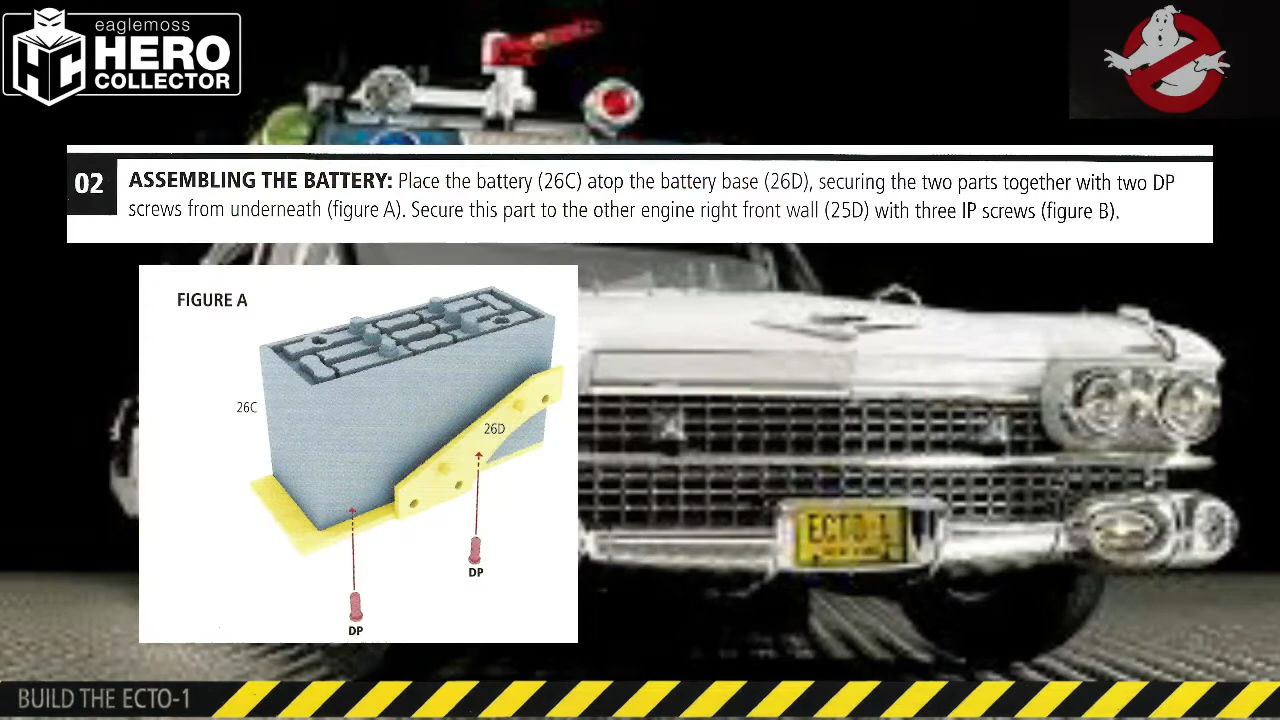 eaglemoss
HERO
COLLECTOR
02
ASSEMBLING THE BATTERY: Place the battery (26C) atop the battery base (26D), securing the two parts together with two DP
screws from underneath (figure A). Secure this part to the other engine right front wall (25D) with three IP screws (figure B).
FIGURE A
26C
26D
DP
DP
ECTO-1
BUILD THE ECTO-1